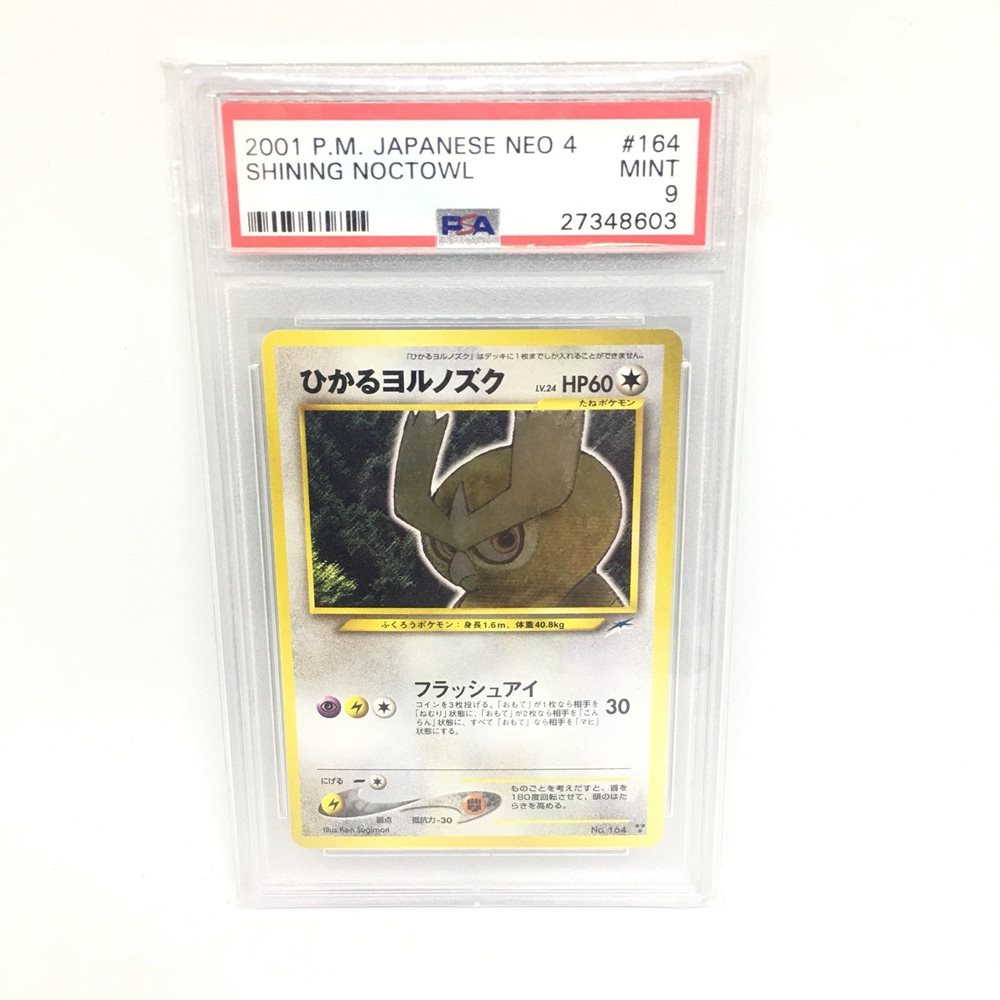 2001 P.M. JAPANESE NEO 4 #164
SHINING NOCTOWL MINT
9
PSA 27348603
「ひかるヨルノズク」はデッキに1枚までしか入れることができません。
ひかるヨルノズク LV.24 HP60
たねポケモン
ふくろうポケモン：身長1.6m、体重40.8kg
フラッシュアイ 30
コインを3枚投げる。「おもて」が1枚なら相手を
「ねむり」状態に、「おもて」が2枚なら相手を「こん
らん」状態に、すべて「おもて」なら相手を「マヒ」
状態にする。
にげる
弱点 抵抗力 -30
ものごとを考えだすと、首を
180度回転させて、頭のはた
らきを高める。
Illus. Ken Sugimori No. 164